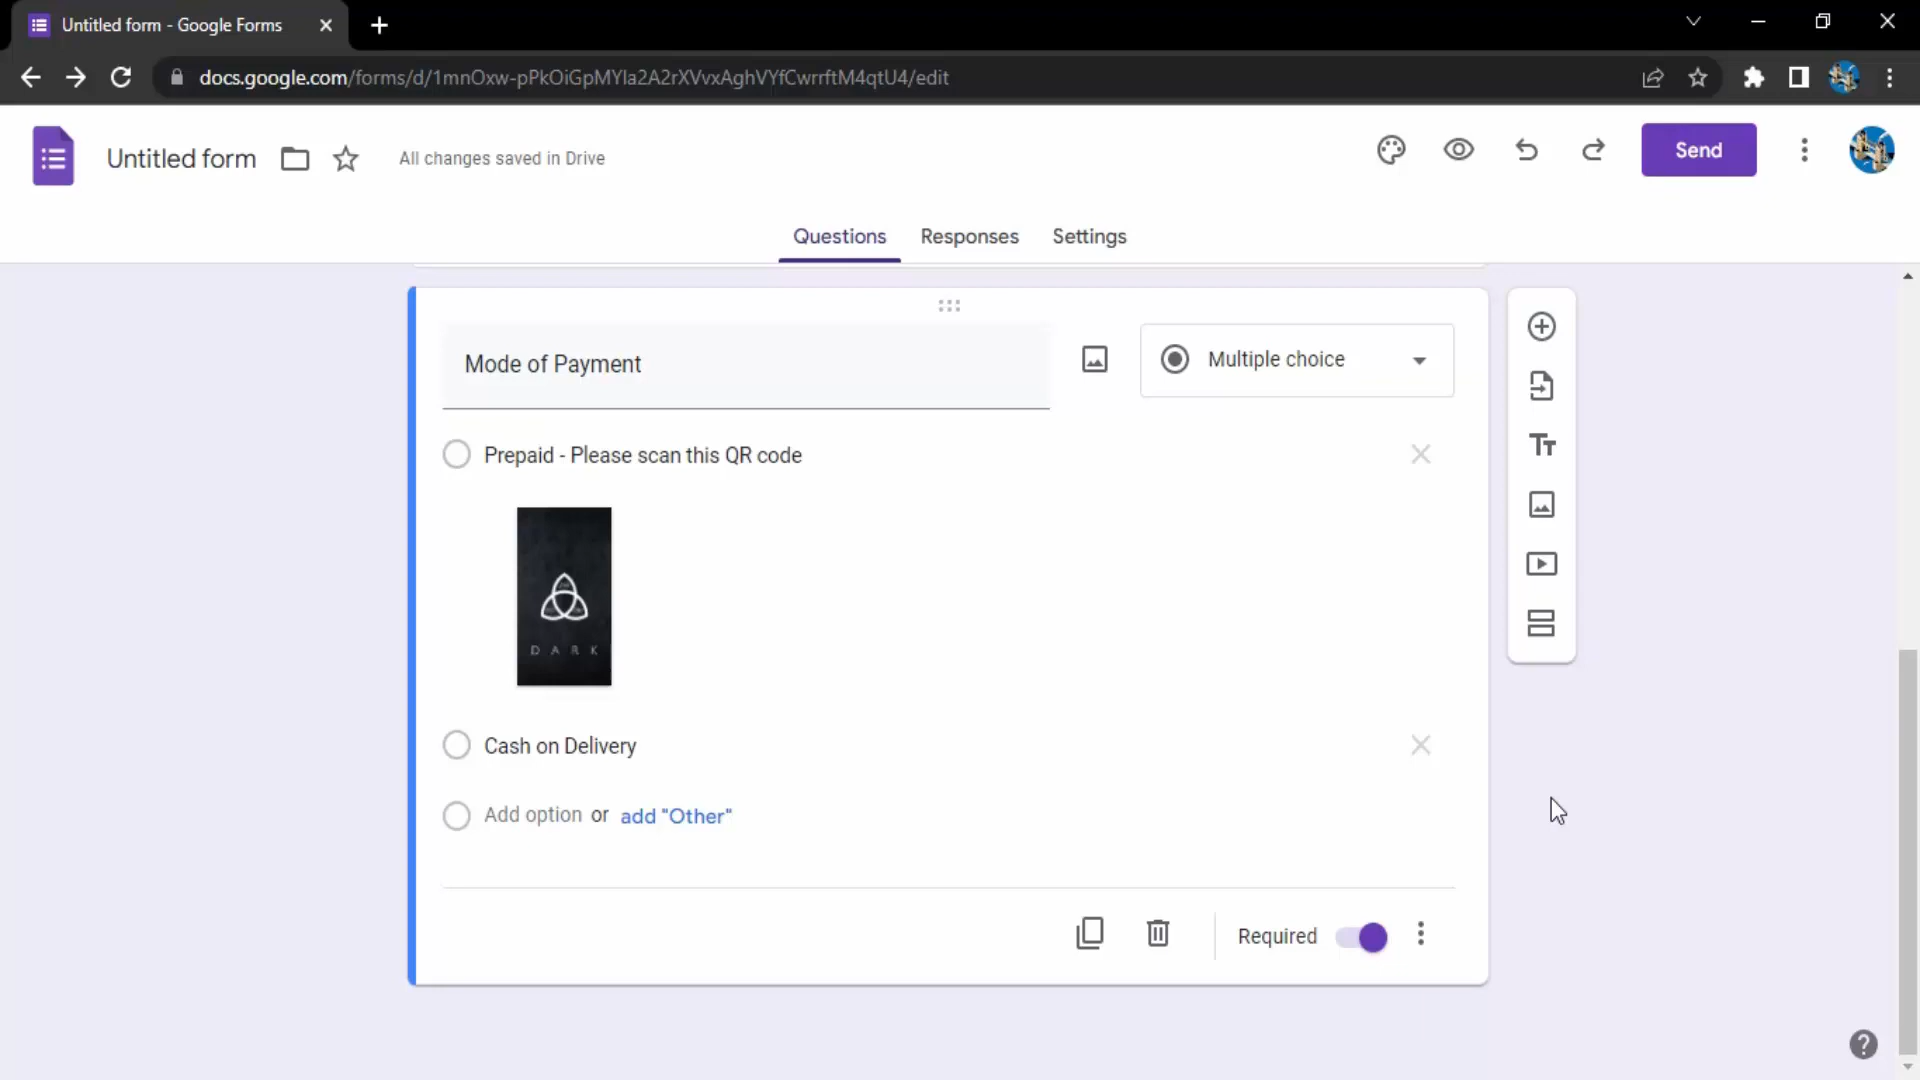 Untitled form - Google Forms
docs.google.com/forms/d/1mnOxw-pPkOiGpMYIa2A2rXVvxAghVYfCwrrftM4qtU4/edit
Untitled form
All changes saved in Drive
Send
Questions
Responses
Settings
Mode of Payment
Multiple choice
Prepaid - Please scan this QR code
DARK
Cash on Delivery
Add option or add "Other"
Required